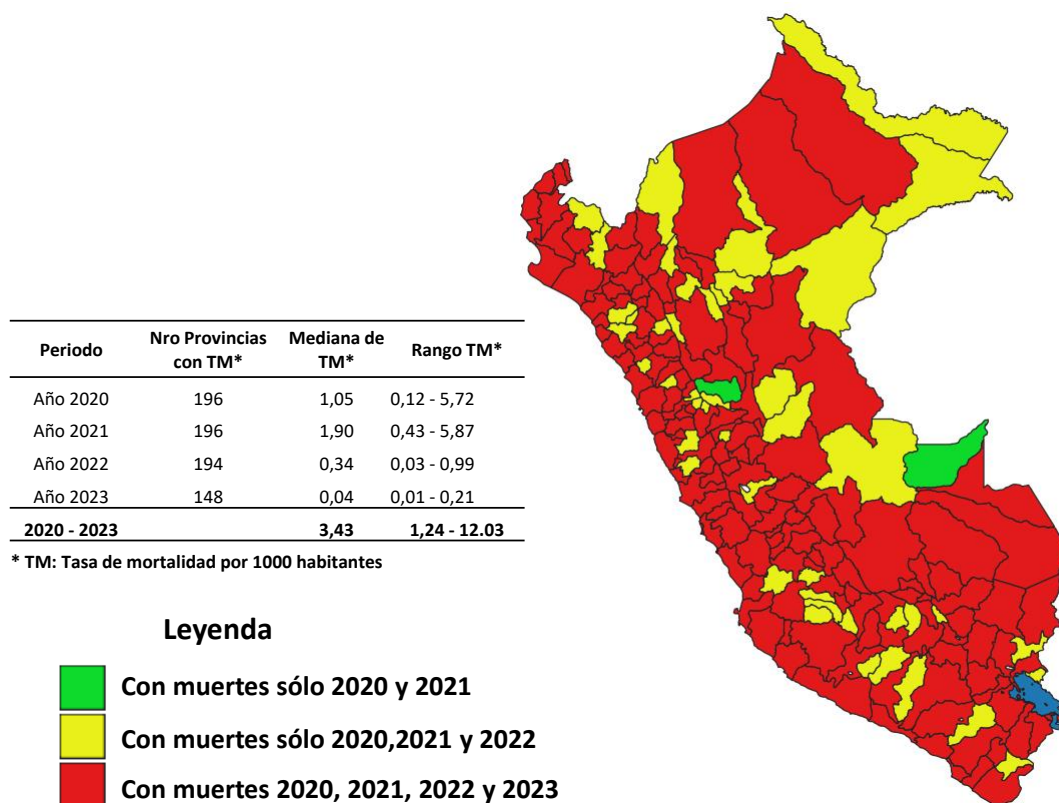 Periodo Nro Provincias con TM* Mediana de TM* Rango TM*
Año 2020 196 1,05 0,12 - 5,72
Año 2021 196 1,90 0,43 - 5,87
Año 2022 194 0,34 0,03 - 0,99
Año 2023 148 0,04 0,01 - 0,21
2020 - 2023 3,43 1,24 - 12.03
* TM: Tasa de mortalidad por 1000 habitantes
Leyenda
Con muertes sólo 2020 y 2021
Con muertes sólo 2020,2021 y 2022
Con muertes 2020, 2021, 2022 y 2023